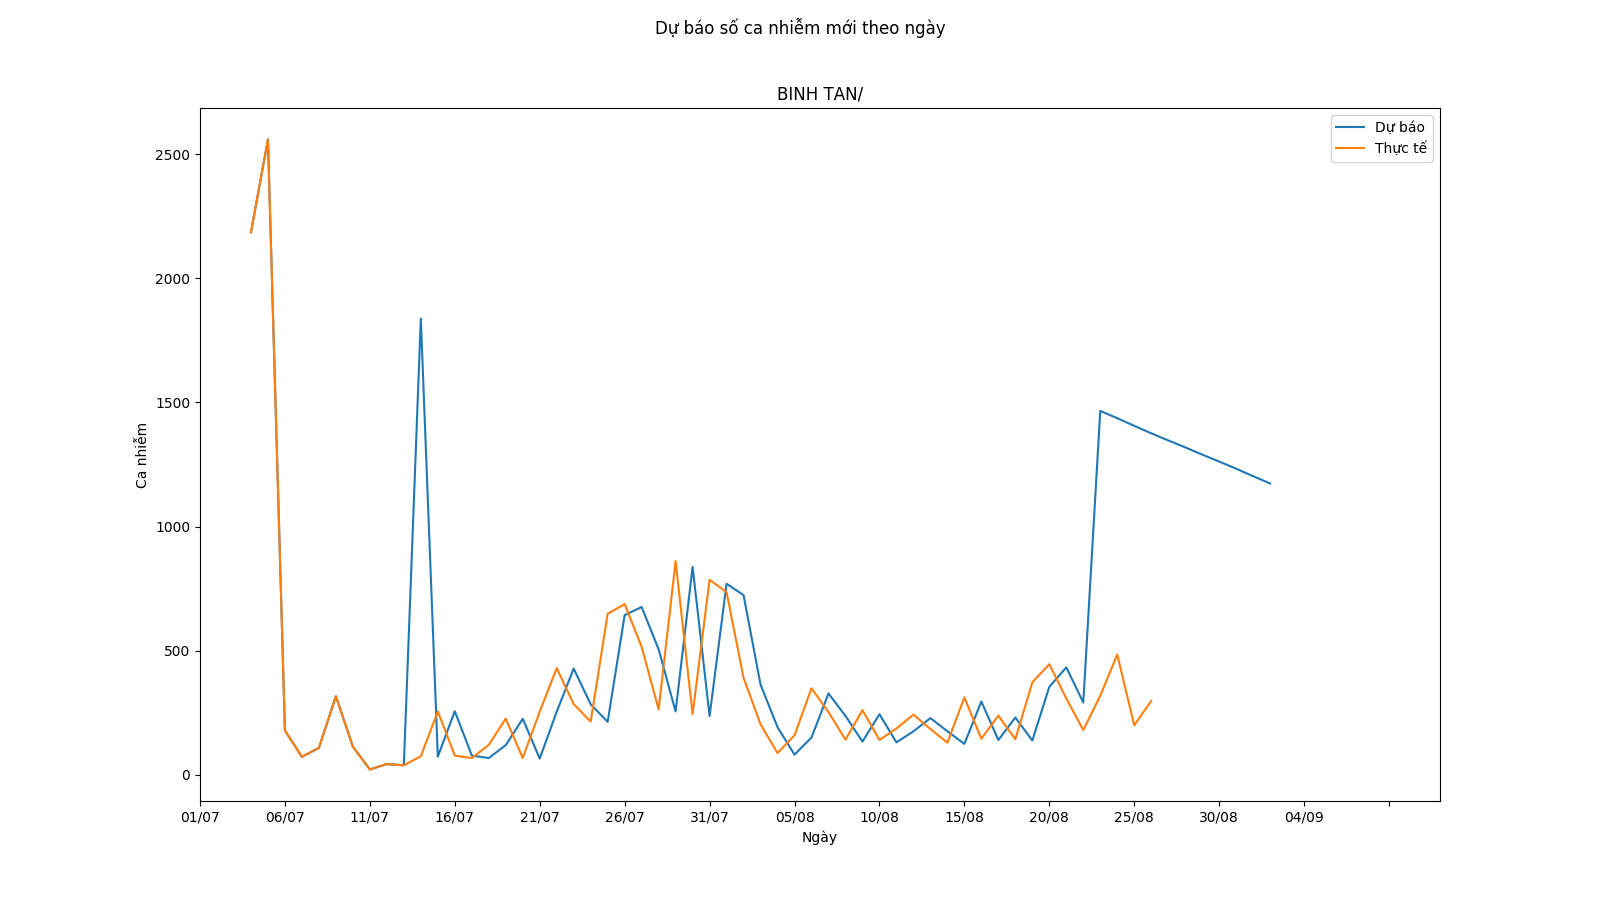 Dự báo số ca nhiễm mới theo ngày
BINH TAN/
Dự báo
Thực tế
2500
2000
1500
1000
500
0
Ca nhiễm
01/07 06/07 11/07 16/07 21/07 26/07 31/07 05/08 10/08 15/08 20/08 25/08 30/08 04/09
Ngày